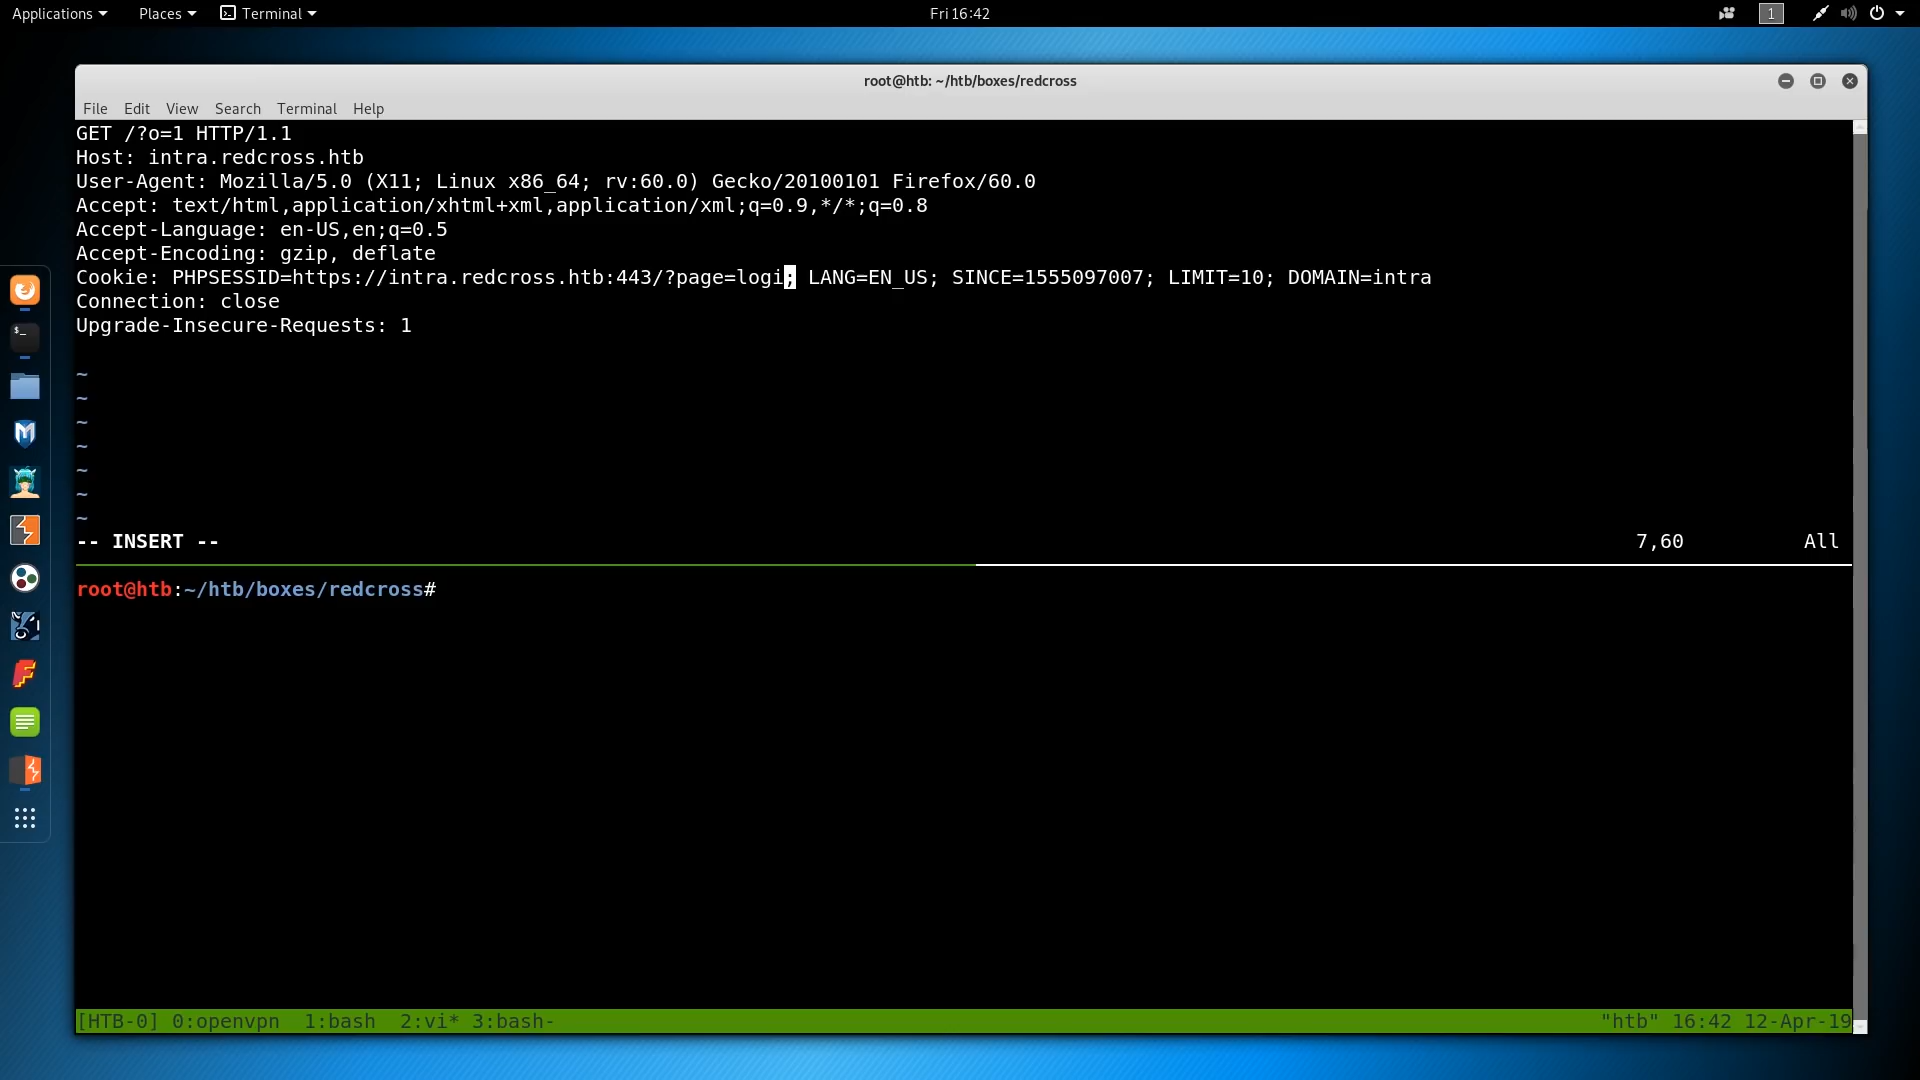 Applications Places Terminal Fri 16:42 1
root@htb: ~/htb/boxes/redcross
File Edit View Search Terminal Help
GET /?o=1 HTTP/1.1
Host: intra.redcross.htb
User-Agent: Mozilla/5.0 (X11; Linux x86_64; rv:60.0) Gecko/20100101 Firefox/60.0
Accept: text/html,application/xhtml+xml,application/xml;q=0.9,*/*;q=0.8
Accept-Language: en-US,en;q=0.5
Accept-Encoding: gzip, deflate
Cookie: PHPSESSID=https://intra.redcross.htb:443/?page=logi; LANG=EN_US; SINCE=1555097007; LIMIT=10; DOMAIN=intra
Connection: close
Upgrade-Insecure-Requests: 1
~
~
~
~
~
~
~
-- INSERT -- 7,60 All
root@htb:~/htb/boxes/redcross#
[HTB-0] 0:openvpn 1:bash 2:vi* 3:bash- "htb" 16:42 12-Apr-19